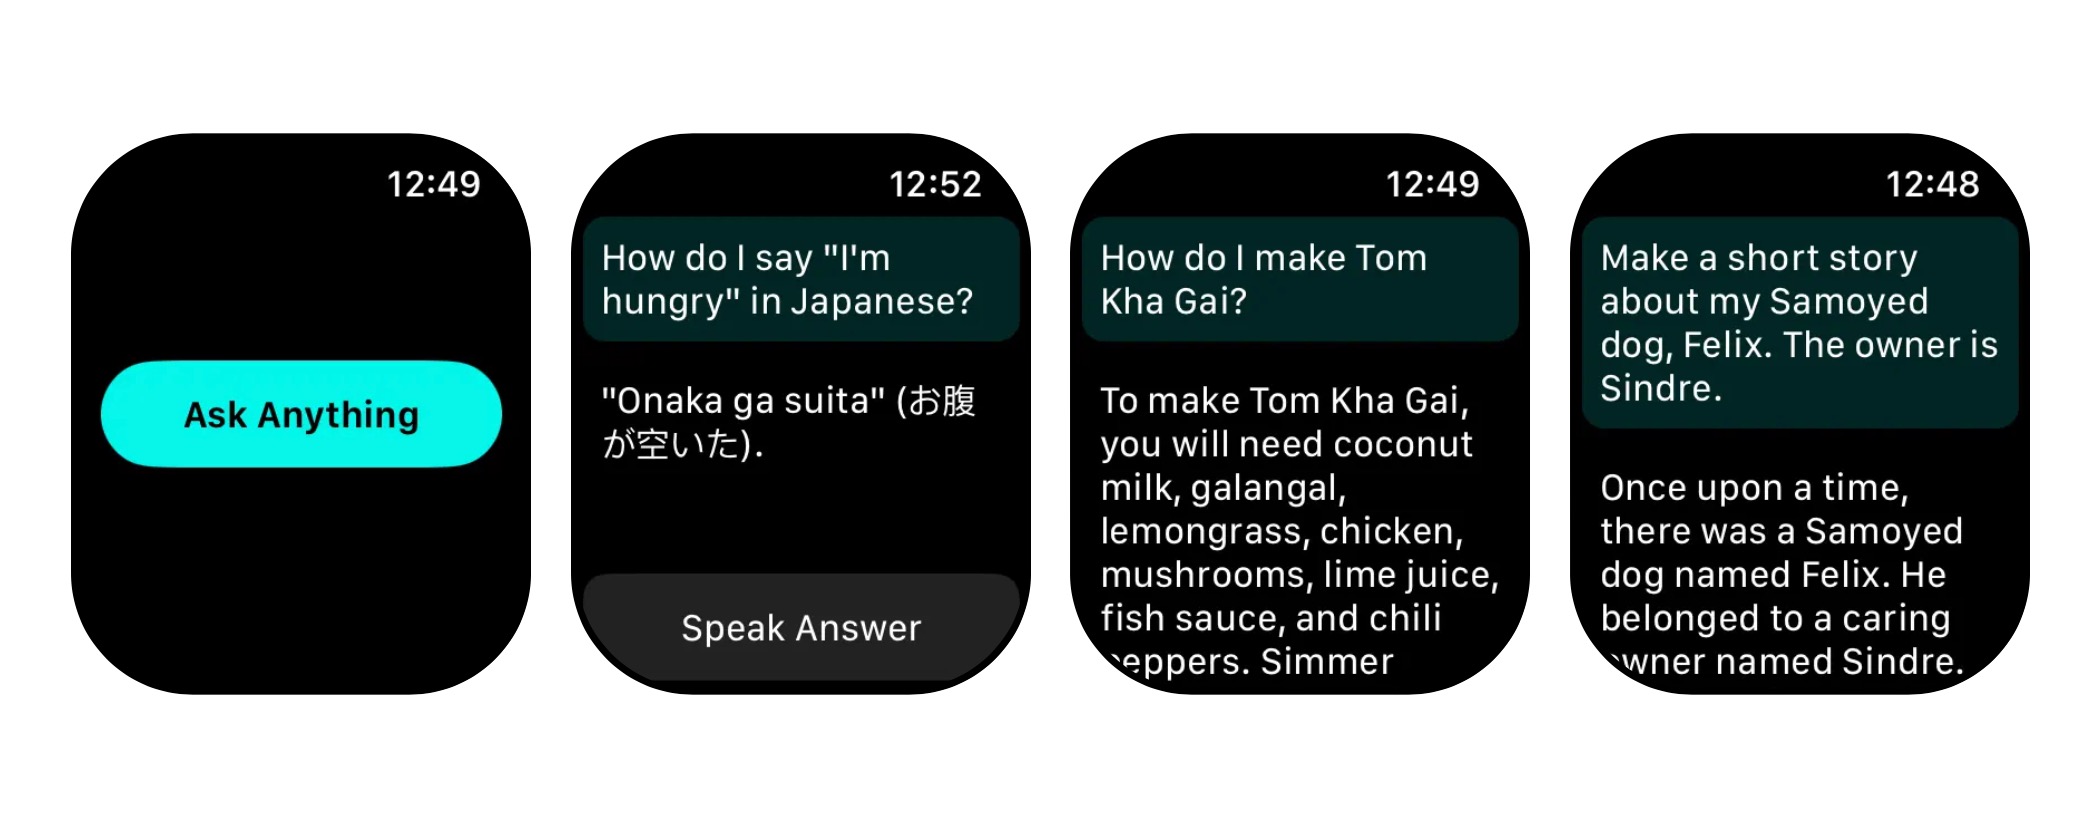 12:49
Ask Anything
12:52
How do I say "I'm
hungry" in Japanese?
"Onaka ga suita" (お腹
が空いた).
Speak Answer
12:49
How do I make Tom
Kha Gai?
To make Tom Kha Gai,
you will need coconut
milk, galangal,
lemongrass, chicken,
mushrooms, lime juice,
fish sauce, and chili
peppers. Simmer
12:48
Make a short story
about my Samoyed
dog, Felix. The owner is
Sindre.
Once upon a time,
there was a Samoyed
dog named Felix. He
belonged to a caring
owner named Sindre.